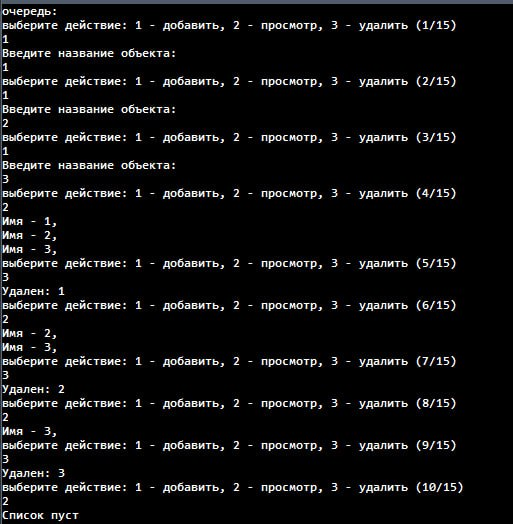 очередь:
выберите действие: 1 - добавить, 2 - просмотр, 3 - удалить (1/15)
1
Введите название объекта:
1
выберите действие: 1 - добавить, 2 - просмотр, 3 - удалить (2/15)
1
Введите название объекта:
2
выберите действие: 1 - добавить, 2 - просмотр, 3 - удалить (3/15)
1
Введите название объекта:
3
выберите действие: 1 - добавить, 2 - просмотр, 3 - удалить (4/15)
2
Имя - 1,
Имя - 2,
Имя - 3,
выберите действие: 1 - добавить, 2 - просмотр, 3 - удалить (5/15)
3
Удален: 1
выберите действие: 1 - добавить, 2 - просмотр, 3 - удалить (6/15)
2
Имя - 2,
Имя - 3,
выберите действие: 1 - добавить, 2 - просмотр, 3 - удалить (7/15)
3
Удален: 2
выберите действие: 1 - добавить, 2 - просмотр, 3 - удалить (8/15)
2
Имя - 3,
выберите действие: 1 - добавить, 2 - просмотр, 3 - удалить (9/15)
3
Удален: 3
выберите действие: 1 - добавить, 2 - просмотр, 3 - удалить (10/15)
2
Список пуст